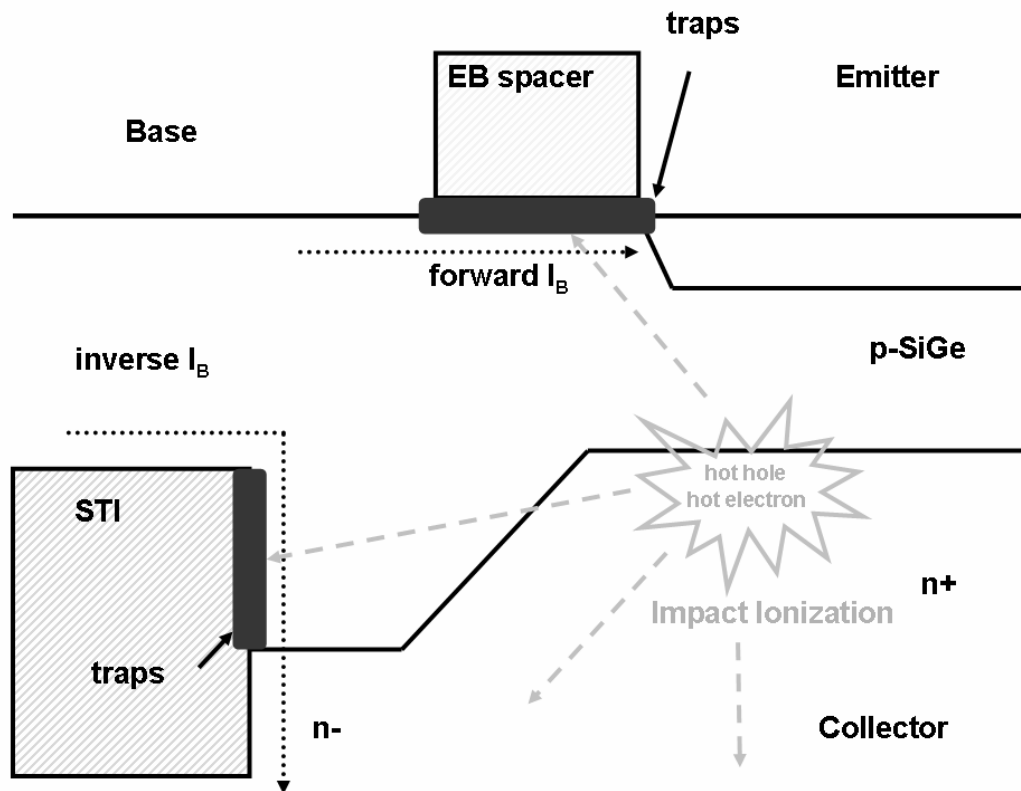 traps
EB spacer
Emitter
Base
forward I_B
p-SiGe
inverse I_B
hot hole
hot electron
STI
n+
Impact Ionization
traps
n-
Collector